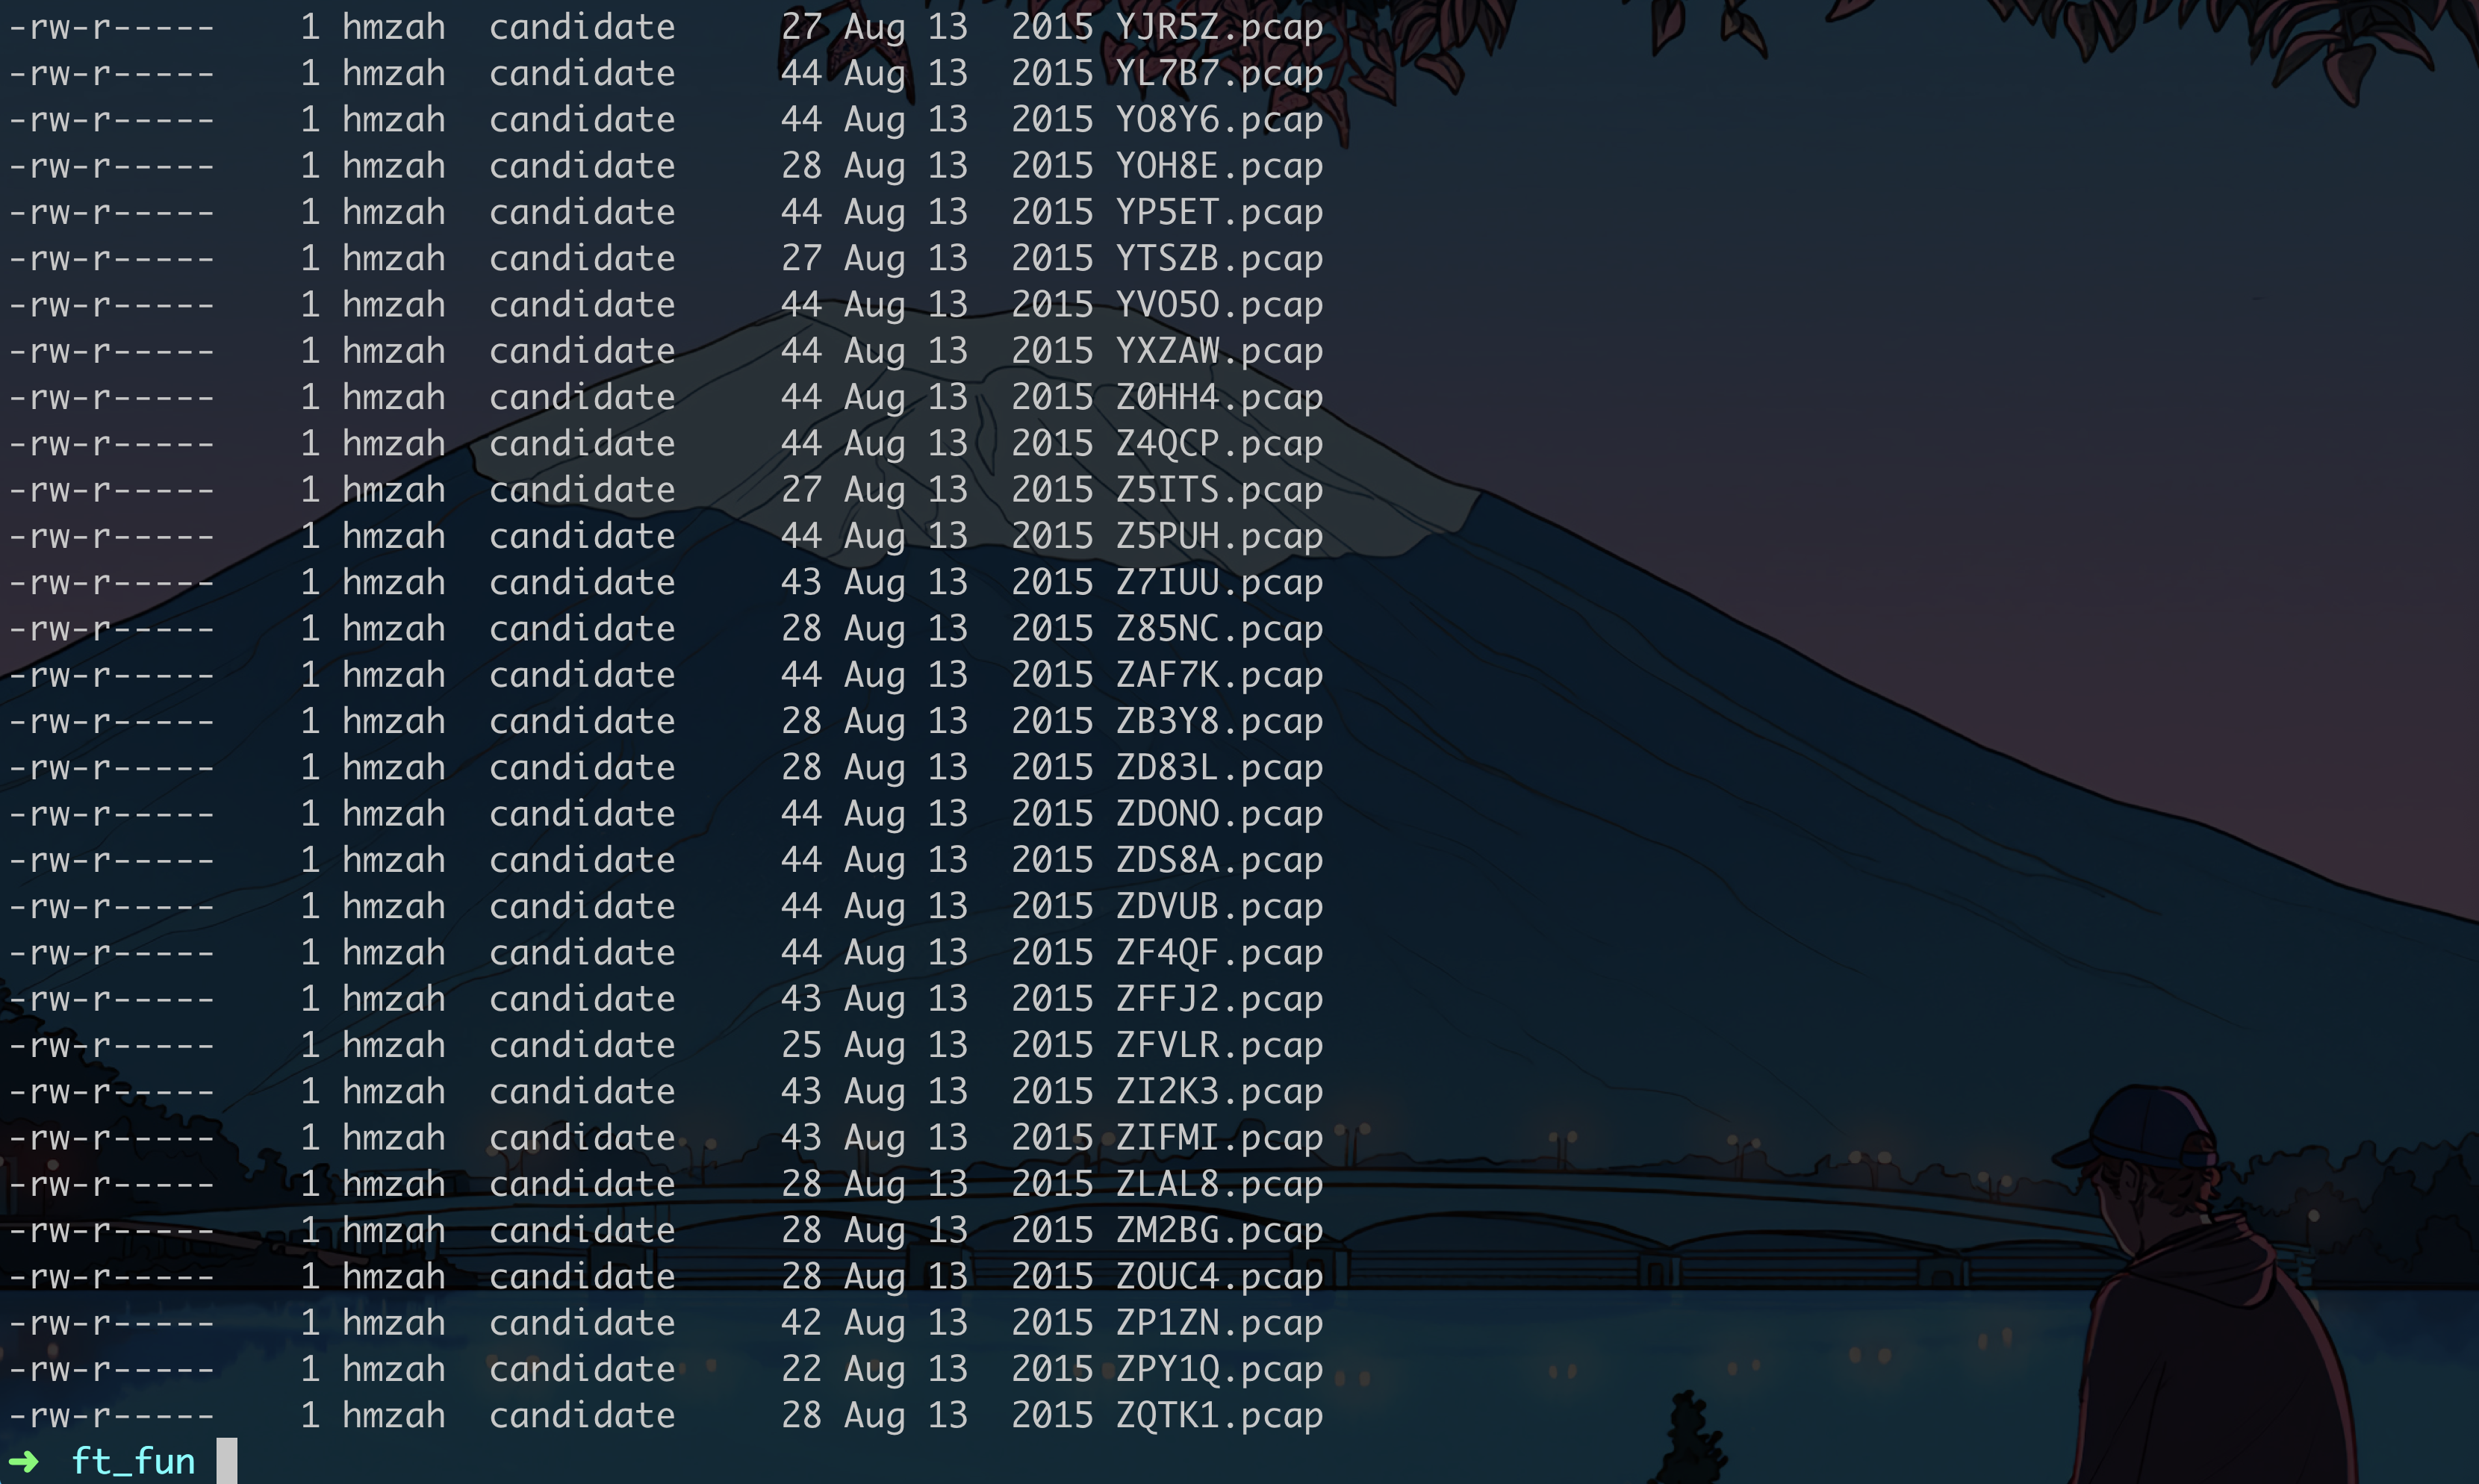 -rw-r-----    1 hmzah  candidate     27 Aug 13  2015 YJR5Z.pcap
-rw-r-----    1 hmzah  candidate     44 Aug 13  2015 YL7B7.pcap
-rw-r-----    1 hmzah  candidate     44 Aug 13  2015 YO8Y6.pcap
-rw-r-----    1 hmzah  candidate     28 Aug 13  2015 YOH8E.pcap
-rw-r-----    1 hmzah  candidate     44 Aug 13  2015 YP5ET.pcap
-rw-r-----    1 hmzah  candidate     27 Aug 13  2015 YTSZB.pcap
-rw-r-----    1 hmzah  candidate     44 Aug 13  2015 YVO5O.pcap
-rw-r-----    1 hmzah  candidate     44 Aug 13  2015 YXZAW.pcap
-rw-r-----    1 hmzah  candidate     44 Aug 13  2015 Z0HH4.pcap
-rw-r-----    1 hmzah  candidate     44 Aug 13  2015 Z4QCP.pcap
-rw-r-----    1 hmzah  candidate     27 Aug 13  2015 Z5ITS.pcap
-rw-r-----    1 hmzah  candidate     44 Aug 13  2015 Z5PUH.pcap
-rw-r-----    1 hmzah  candidate     43 Aug 13  2015 Z7IUU.pcap
-rw-r-----    1 hmzah  candidate     28 Aug 13  2015 Z85NC.pcap
-rw-r-----    1 hmzah  candidate     44 Aug 13  2015 ZAF7K.pcap
-rw-r-----    1 hmzah  candidate     28 Aug 13  2015 ZB3Y8.pcap
-rw-r-----    1 hmzah  candidate     28 Aug 13  2015 ZD83L.pcap
-rw-r-----    1 hmzah  candidate     44 Aug 13  2015 ZDONO.pcap
-rw-r-----    1 hmzah  candidate     44 Aug 13  2015 ZDS8A.pcap
-rw-r-----    1 hmzah  candidate     44 Aug 13  2015 ZDVUB.pcap
-rw-r-----    1 hmzah  candidate     44 Aug 13  2015 ZF4QF.pcap
-rw-r-----    1 hmzah  candidate     43 Aug 13  2015 ZFFJ2.pcap
-rw-r-----    1 hmzah  candidate     25 Aug 13  2015 ZFVLR.pcap
-rw-r-----    1 hmzah  candidate     43 Aug 13  2015 ZI2K3.pcap
-rw-r-----    1 hmzah  candidate     43 Aug 13  2015 ZIFMI.pcap
-rw-r-----    1 hmzah  candidate     28 Aug 13  2015 ZLAL8.pcap
-rw-r-----    1 hmzah  candidate     28 Aug 13  2015 ZM2BG.pcap
-rw-r-----    1 hmzah  candidate     28 Aug 13  2015 ZOUC4.pcap
-rw-r-----    1 hmzah  candidate     42 Aug 13  2015 ZP1ZN.pcap
-rw-r-----    1 hmzah  candidate     22 Aug 13  2015 ZPY1Q.pcap
-rw-r-----    1 hmzah  candidate     28 Aug 13  2015 ZQTK1.pcap
➜  ft_fun